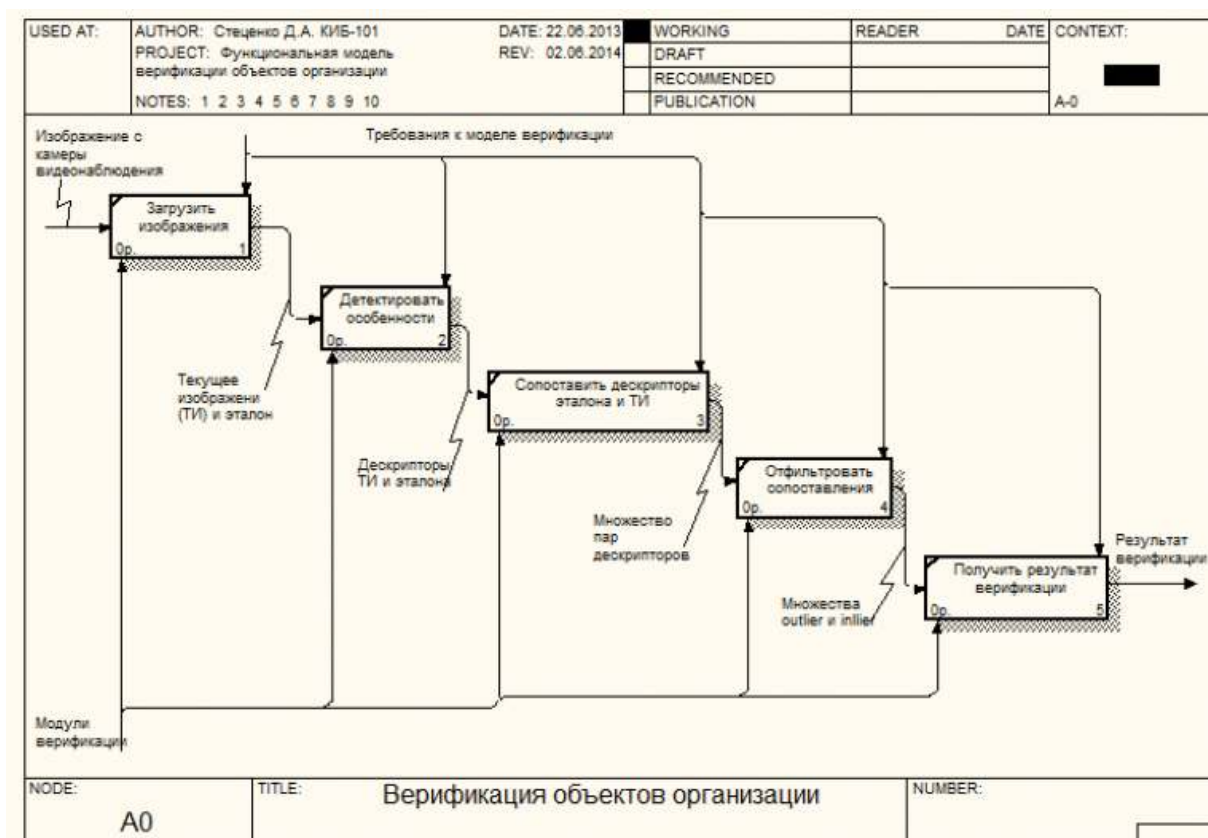 USED AT:
AUTHOR: Стеценко Д.А. КИБ-101
DATE: 22.06.2013
PROJECT: Функциональная модель
верификации объектов организации
REV: 02.06.2014
NOTES: 1 2 3 4 5 6 7 8 9 10
WORKING
DRAFT
RECOMMENDED
PUBLICATION
READER
DATE
CONTEXT:
A-0
Изображение с
камеры
видеонаблюдения
Требования к моделе верификации
Загрузить
изображения
0р.
1
Детектировать
особенности
0р.
2
Текущее
изображени
(ТИ) и эталон
Сопоставить дескрипторы
эталона и ТИ
0р.
3
Дескрипторы
ТИ и эталона
Отфильтровать
сопоставления
0р.
4
Множество
пар
дескрипторов
Результат
верификации
Получить результат
верификации
0р.
5
Множества
outlier и inllier
Модули
верификации
NODE:
A0
TITLE:
Верификация объектов организации
NUMBER: